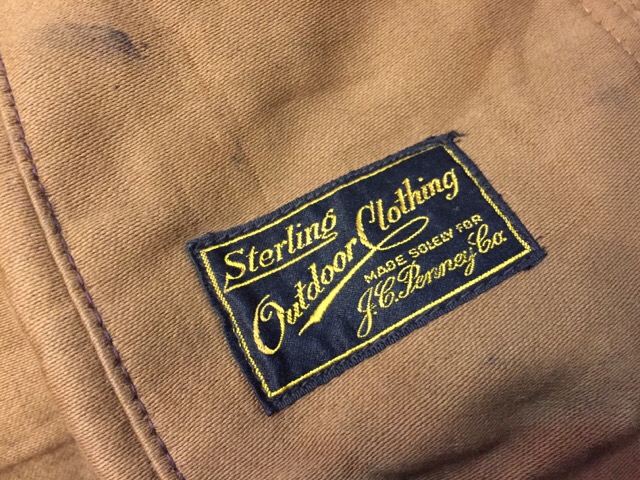 Sterling
Outdoor Clothing
MADE SOLELY FOR
J.C. Penney Co.